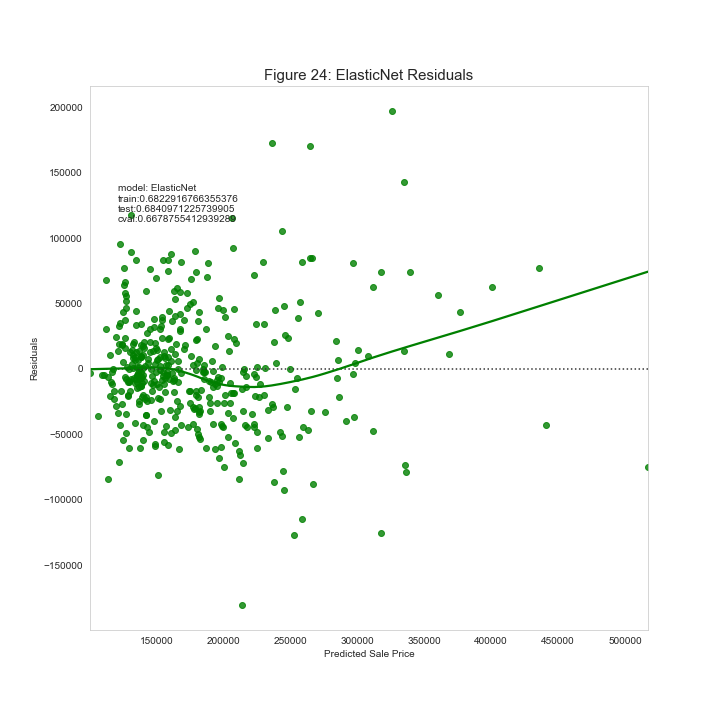 Figure 24: ElasticNet Residuals
200000
150000
model: ElasticNet
train:0.6822916766355376
test:0.6840971225739905
cval:0.6678755412939289
100000
50000
0
−50000
−100000
−150000
Residuals
150000 200000 250000 300000 350000 400000 450000 500000
Predicted Sale Price